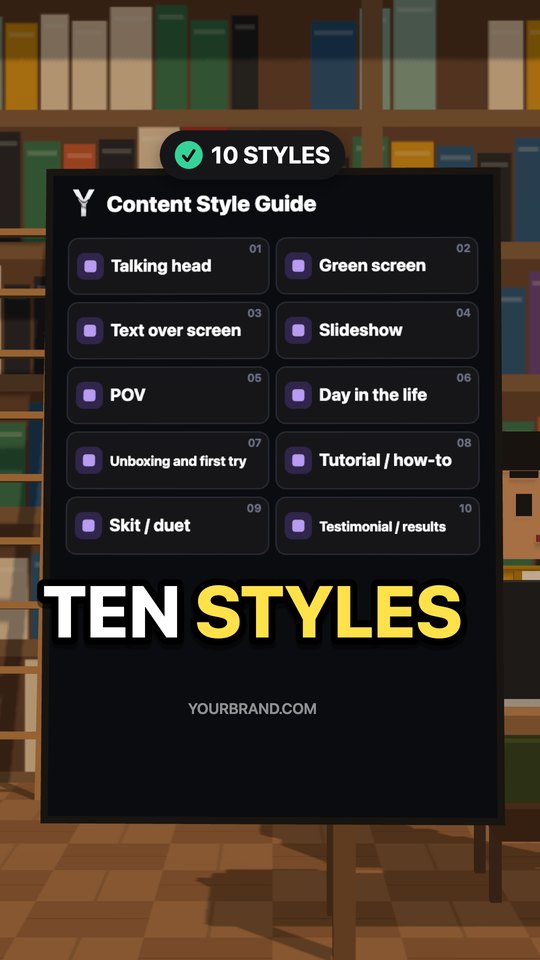 10 STYLES
Content Style Guide
01
Talking head
02
Green screen
03
Text over screen
04
Slideshow
05
POV
06
Day in the life
07
Unboxing and first try
08
Tutorial / how-to
09
Skit / duet
10
Testimonial / results
TEN STYLES
YOURBRAND.COM